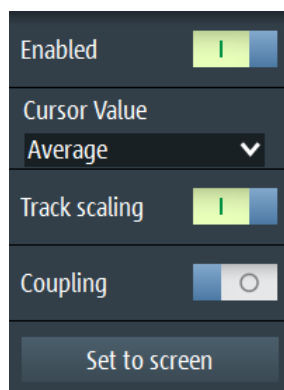 Enabled
Cursor Value
Average
Track scaling
Coupling
Set to screen